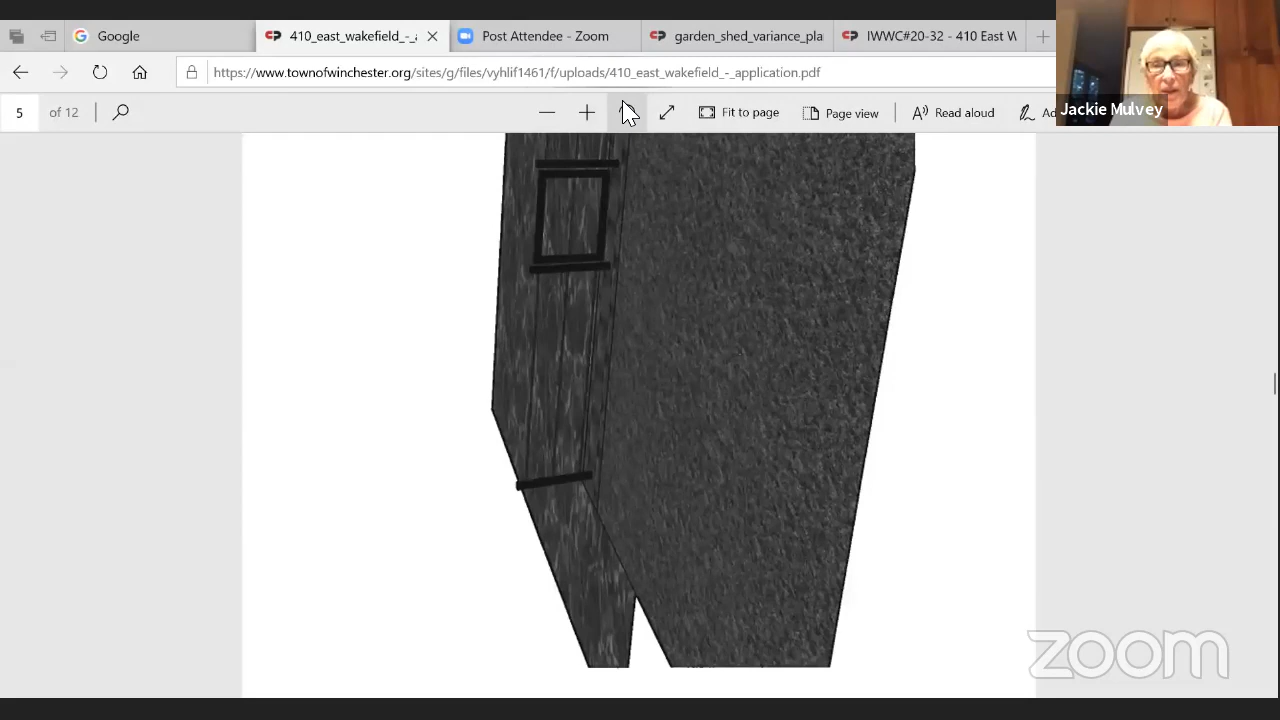 Google
410_east_wakefield_-_a
Post Attendee - Zoom
garden_shed_variance_pla
IWWC#20-32 - 410 East W
https://www.townofwinchester.org/sites/g/files/vyhlif1461/f/uploads/410_east_wakefield_-_application.pdf
5 of 12
Fit to page
Page view
Read aloud
Jackie Mulvey
zoom